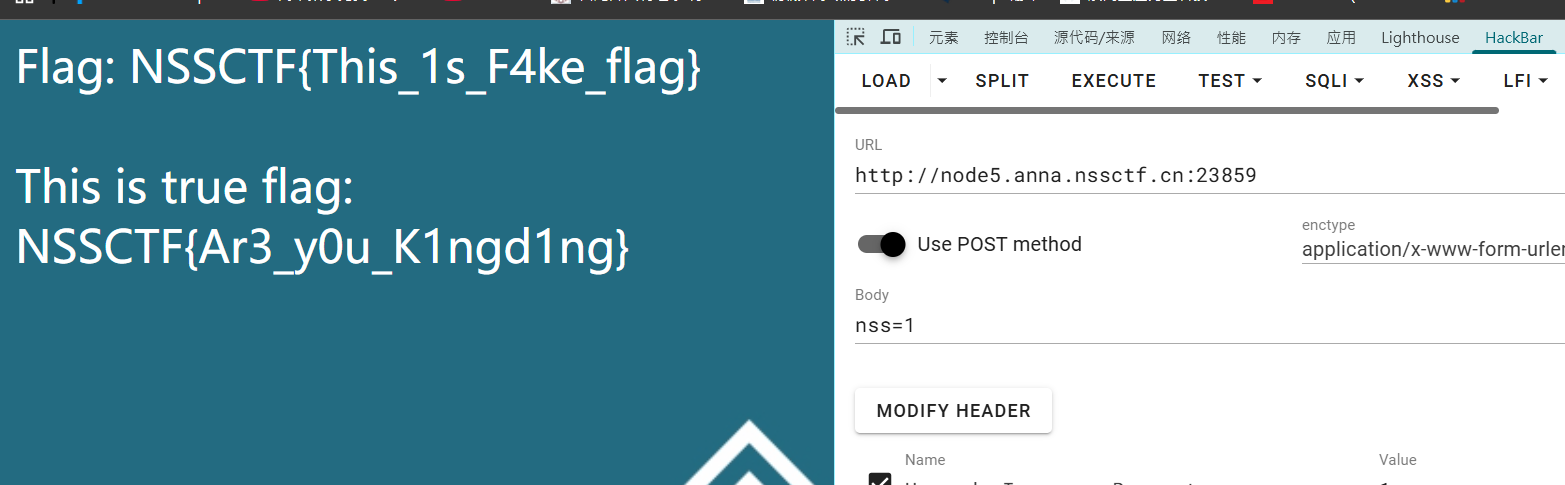 Flag: NSSCTF{This_1s_F4ke_flag}
This is true flag:
NSSCTF{Ar3_y0u_K1ngd1ng}
元素 控制台 源代码/来源 网络 性能 内存 应用 Lighthouse HackBar
LOAD SPLIT EXECUTE TEST SQLI XSS LFI
URL
http://node5.anna.nssctf.cn:23859
Use POST method
enctype
application/x-www-form-urler
Body
nss=1
MODIFY HEADER
Name Value